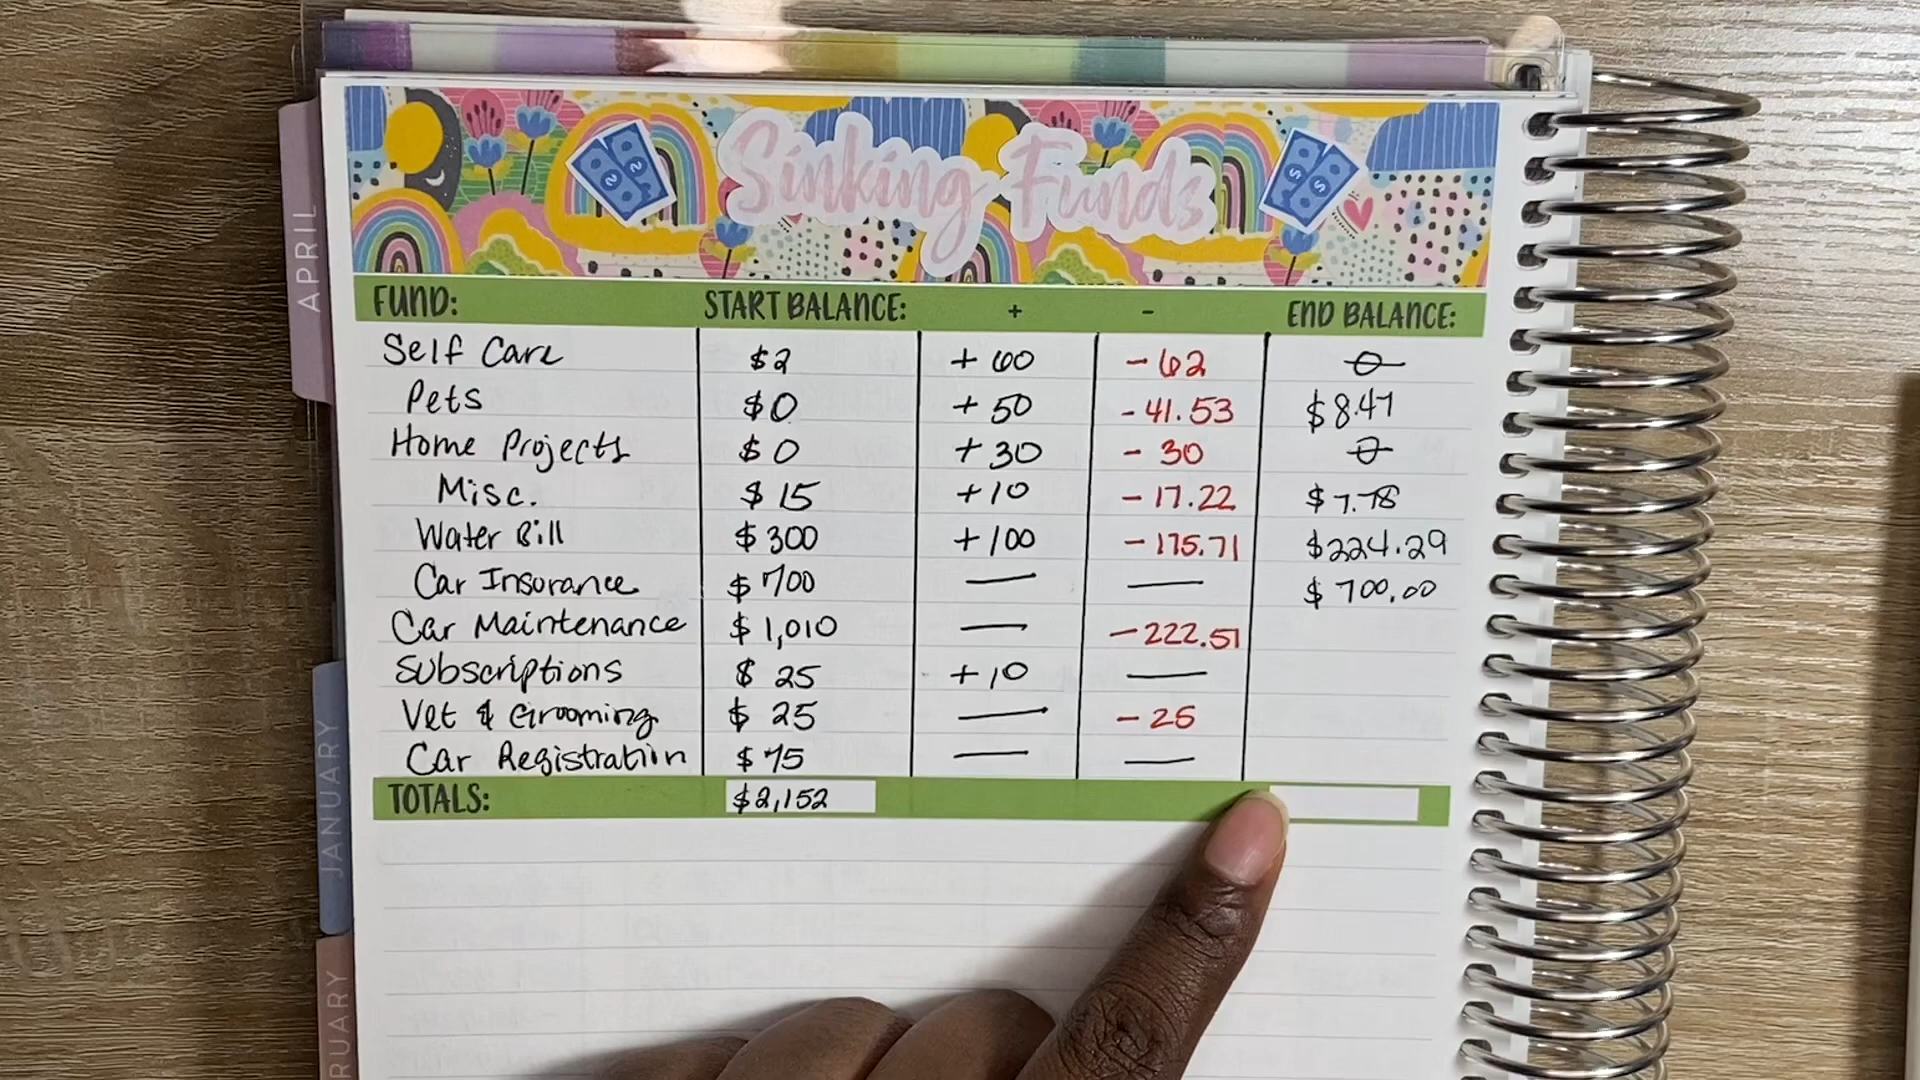 Sinking Funds
FUND: START BALANCE: + - END BALANCE:
Self Care $2 + 60 - 62 0
Pets $0 + 50 - 41.53 $8.47
Home Projects $0 + 30 - 30 0
Misc. $15 +10 - 17.22 $7.78
Water Bill $300 +100 - 175.71 $224.29
Car Insurance $700 — — $700.00
Car Maintenance $1,010 — - 222.51
Subscriptions $25 +10 —
Vet & Grooming $25 — - 25
Car Registration $75 — —
TOTALS: $2,152
APRIL
JANUARY
RUARY